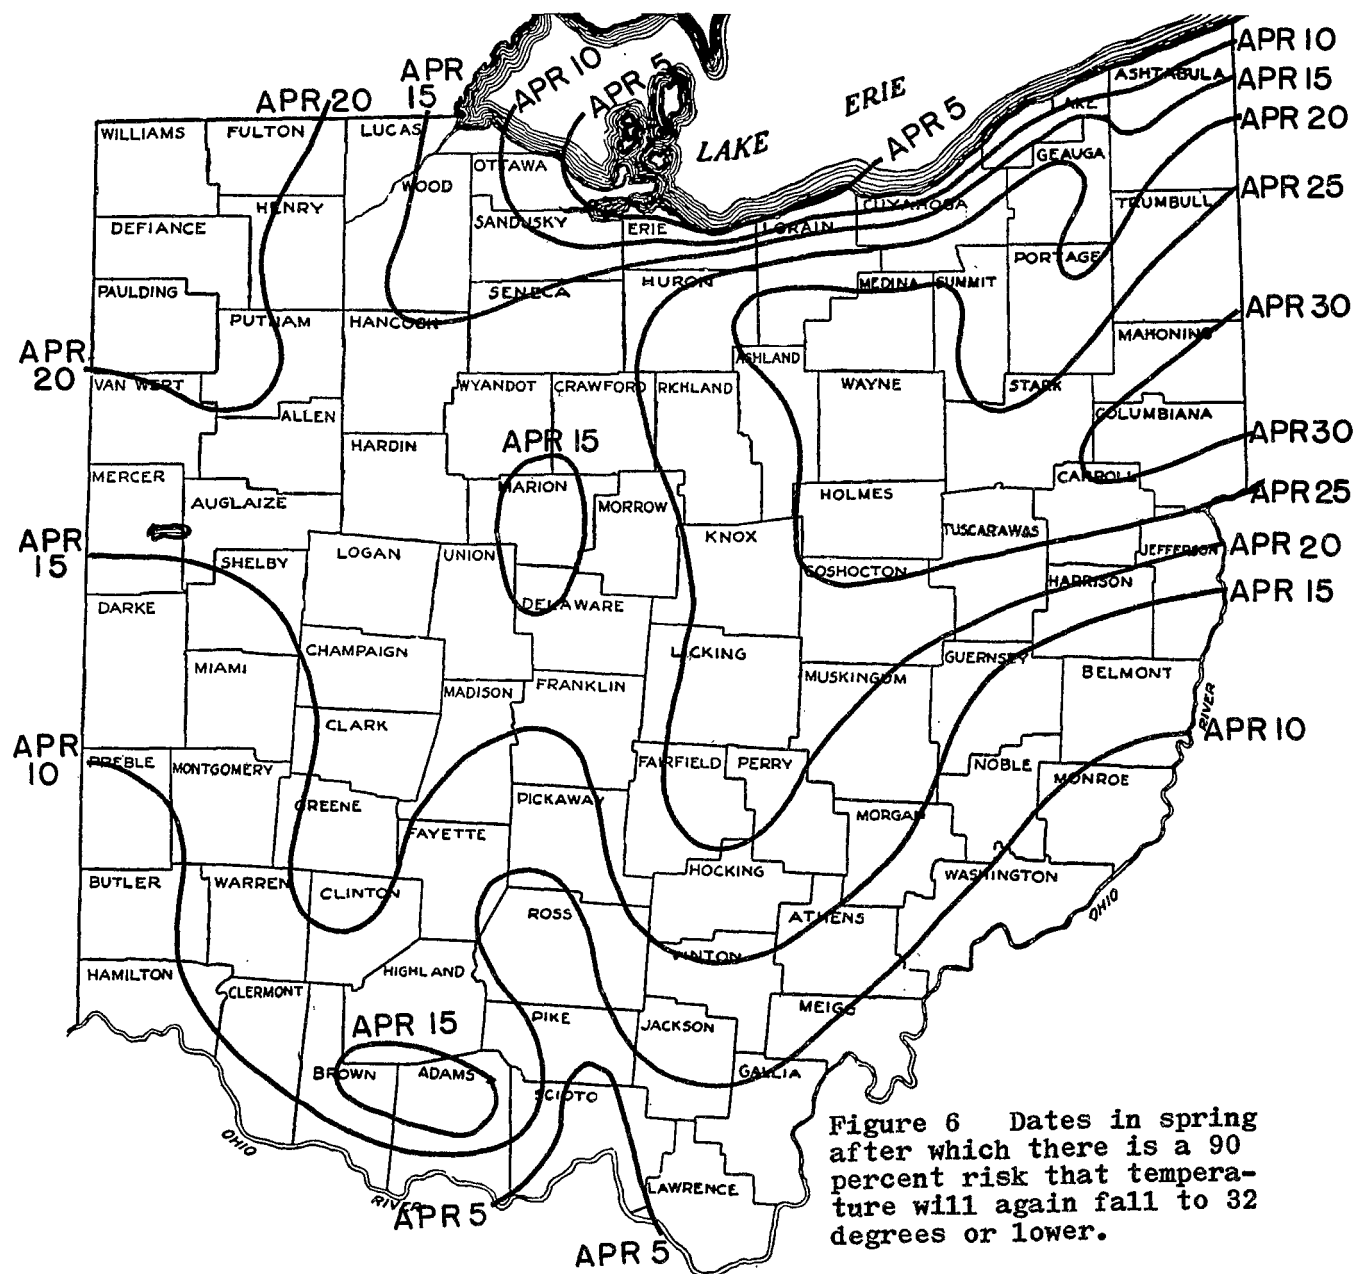 APR 10
APR 5
APR 15
APR 20
ERIE
LAKE
APR 5
APR 10
APR 15
APR 20
APR 25
APR 30
APR 30
APR 25
APR 20
APR 15
APR 10
ASHTABULA
LAKE
GEAUGA
TRUMBULL
CUYAHOGA
WILLIAMS
FULTON
LUCAS
OTTAWA
WOOD
SANDUSKY
ERIE
LORAIN
HENRY
DEFIANCE
PORTAGE
SUMMIT
MEDINA
HURON
SENECA
PAULDING
PUTNAM
HANCOCK
MAHONING
ASHLAND
APR
20
VAN WERT
WYANDOT
CRAWFORD
RICHLAND
WAYNE
STARK
COLUMBIANA
ALLEN
HARDIN
APR 15
MERCER
AUGLAIZE
MARION
MORROW
HOLMES
CARROLL
TUSCARAWAS
KNOX
JEFFERSON
APR
15
SHELBY
LOGAN
UNION
COSHOCTON
HARRISON
DARKE
DELAWARE
CHAMPAIGN
LICKING
GUERNSEY
BELMONT
MIAMI
MADISON
FRANKLIN
MUSKINGUM
RIVER
CLARK
APR
10
PREBLE
MONTGOMERY
FAIRFIELD
PERRY
NOBLE
MONROE
GREENE
PICKAWAY
MORGAN
FAYETTE
HOCKING
WASHINGTON
BUTLER
WARREN
CLINTON
ROSS
ATHENS
OHIO
VINTON
HAMILTON
CLERMONT
HIGHLAND
MEIGS
APR 15
PIKE
JACKSON
BROWN
ADAMS
GALLIA
SCIOTO
OHIO
RIVER
LAWRENCE
APR 5
APR 5
Figure 6 Dates in spring
after which there is a 90
percent risk that tempera-
ture will again fall to 32
degrees or lower.